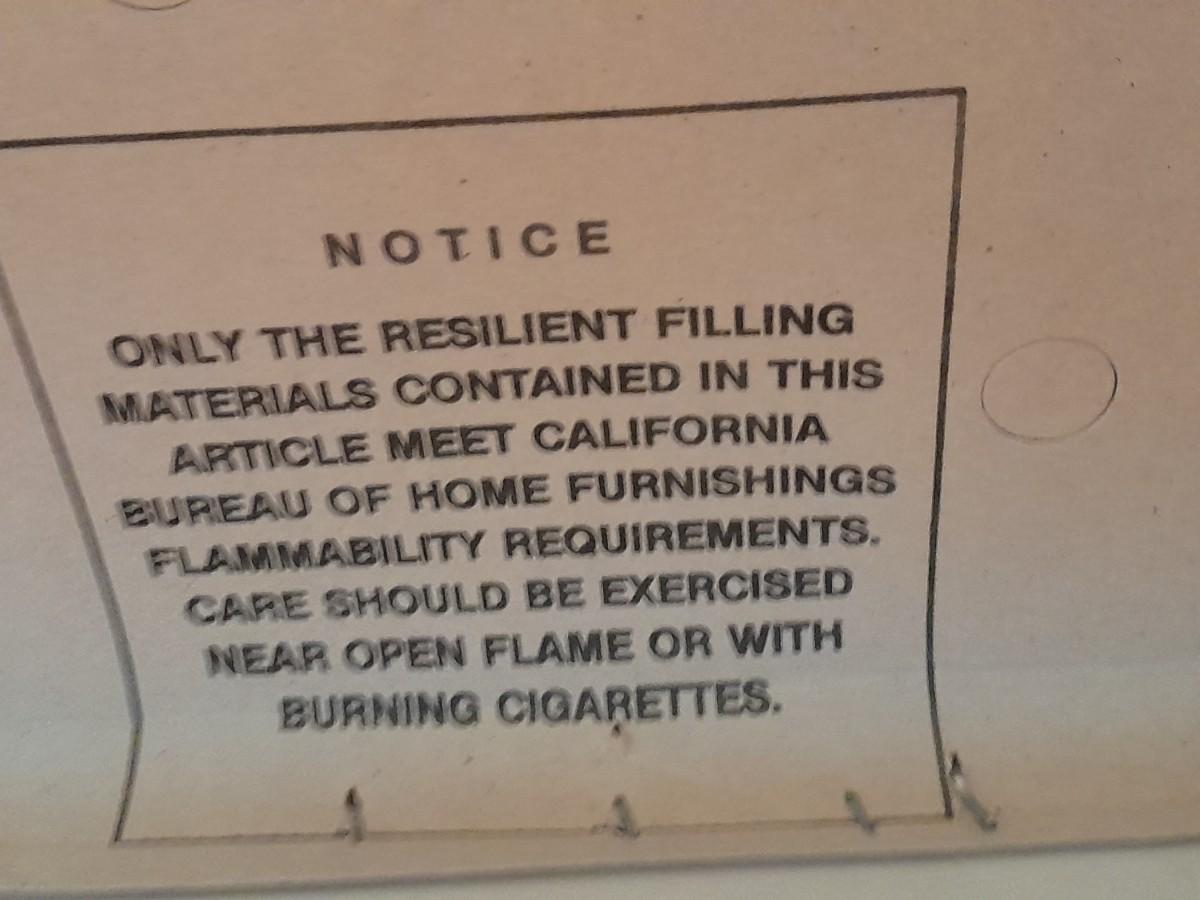 NOTICE
ONLY THE RESILIENT FILLING
MATERIALS CONTAINED IN THIS
ARTICLE MEET CALIFORNIA
BUREAU OF HOME FURNISHINGS
FLAMMABILITY REQUIREMENTS.
CARE SHOULD BE EXERCISED
NEAR OPEN FLAME OR WITH
BURNING CIGARETTES.